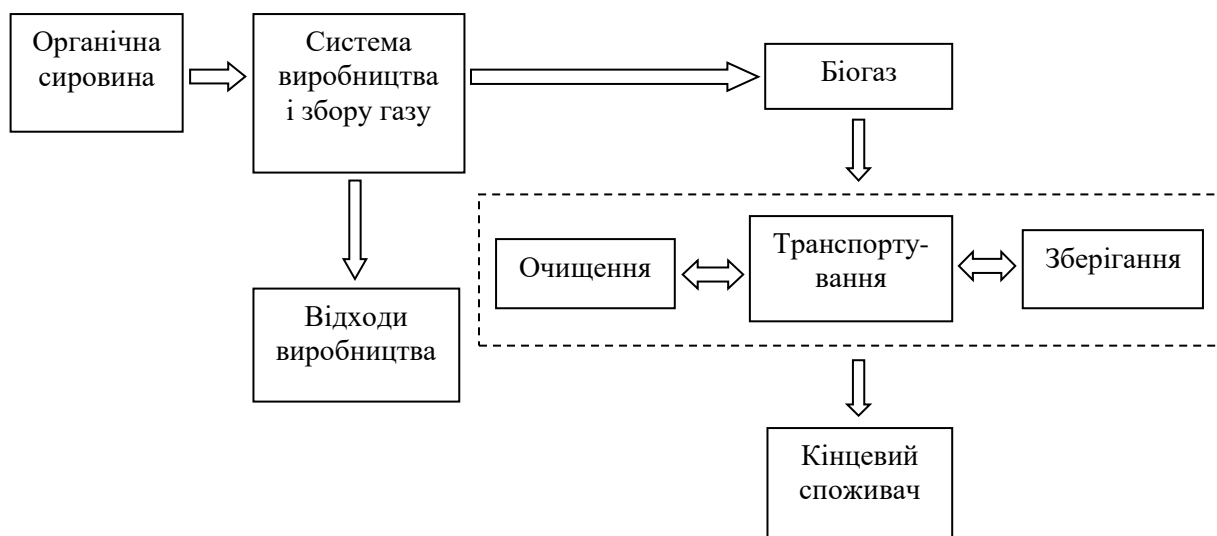 Органічна
сировина
Система
виробництва
і збору газу
Біогаз
Очищення
Транспорту-
вання
Зберігання
Відходи
виробництва
Кінцевий
споживач